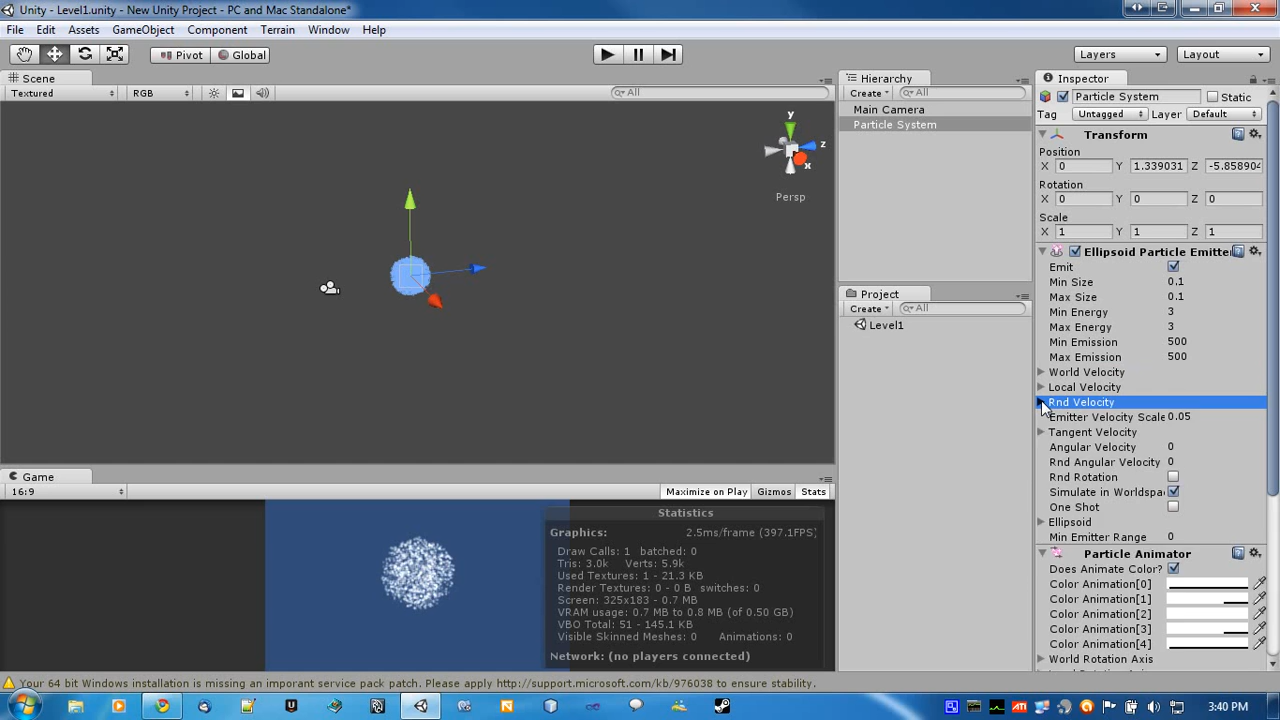 Unity - Level1.unity - New Unity Project - PC and Mac Standalone*
File Edit Assets GameObject Component Terrain Window Help
Pivot Global Layers Layout
Scene
Textured RGB All
y
z
x
Persp
Game
16:9 Maximize on Play Gizmos Stats
Statistics
Graphics: 2.5ms/frame (397.1FPS)
Draw Calls: 1 batched: 0
Tris: 3.0k Verts: 5.9k
Used Textures: 1 - 21.3 KB
Render Textures: 0 - 0 B switches: 0
Screen: 325x183 - 0.7 MB
VRAM usage: 0.7 MB to 0.8 MB (of 0.50 GB)
VBO Total: 51 - 145.1 KB
Visible Skinned Meshes: 0 Animations: 0
Network: (no players connected)
Hierarchy
Create All
Main Camera
Particle System
Project
Create All
Level1
Inspector
Particle System Static
Tag Untagged Layer Default
Transform
Position
X 0 Y 1.339031 Z -5.858904
Rotation
X 0 Y 0 Z 0
Scale
X 1 Y 1 Z 1
Ellipsoid Particle Emitter
Emit
Min Size 0.1
Max Size 0.1
Min Energy 3
Max Energy 3
Min Emission 500
Max Emission 500
World Velocity
Local Velocity
Rnd Velocity
Emitter Velocity Scale 0.05
Tangent Velocity
Angular Velocity 0
Rnd Angular Velocity 0
Rnd Rotation
Simulate in Worldspa
One Shot
Ellipsoid
Min Emitter Range 0
Particle Animator
Does Animate Color?
Color Animation[0]
Color Animation[1]
Color Animation[2]
Color Animation[3]
Color Animation[4]
World Rotation Axis
Your 64 bit Windows installation is missing an important service pack patch. Please apply http://support.microsoft.com/kb/976038 to ensure stability.
3:40 PM